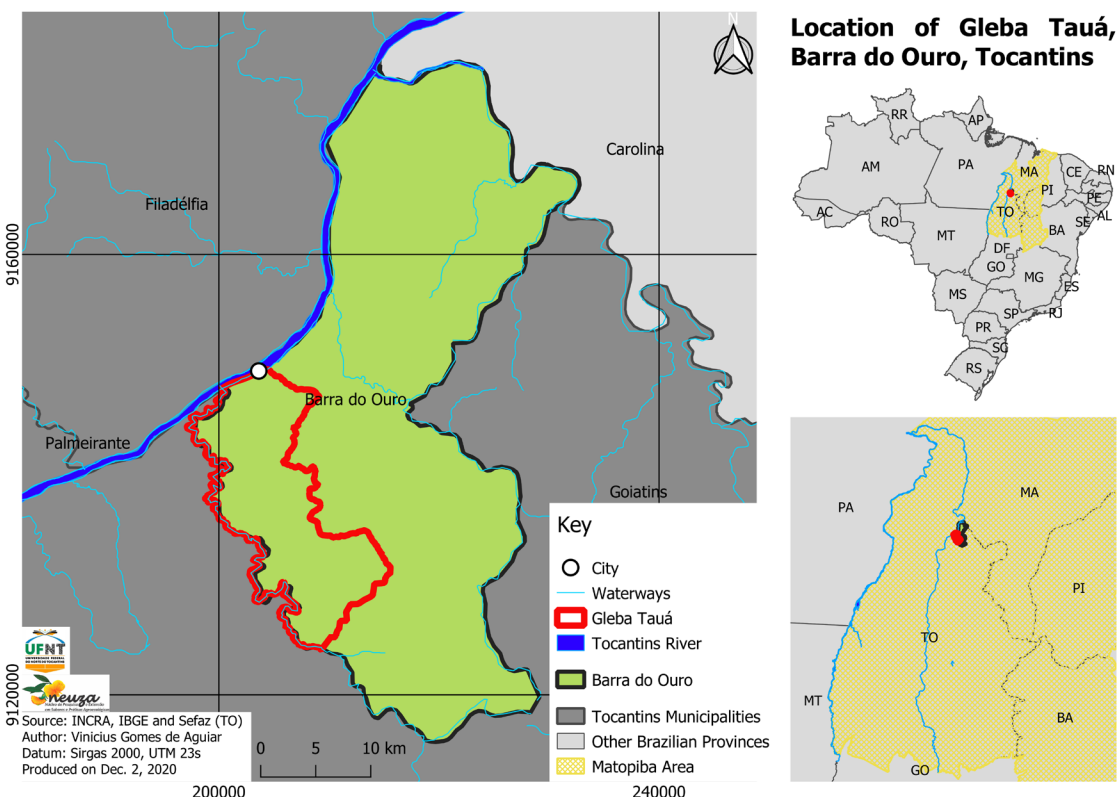 Location of Gleba Tauá,
Barra do Ouro, Tocantins
N
Carolina
Filadélfia
9160000
Barra do Ouro
Palmeirante
Goiatins
9120000
200000
240000
Key
City
Waterways
Gleba Tauá
Tocantins River
Barra do Ouro
Tocantins Municipalities
Other Brazilian Provinces
Matopiba Area
UFNT
neuza
Source: INCRA, IBGE and Sefaz (TO)
Author: Vinicius Gomes de Aguiar
Datum: Sirgas 2000, UTM 23s
Produced on Dec. 2, 2020
0 5 10 km
RR
AP
AM
PA
MA
CE
RN
PI
PE
AC
RO
TO
SE
AL
MT
BA
DF
GO
MG
MS
ES
SP
RJ
PR
SC
RS
PA
MA
PI
TO
MT
BA
GO